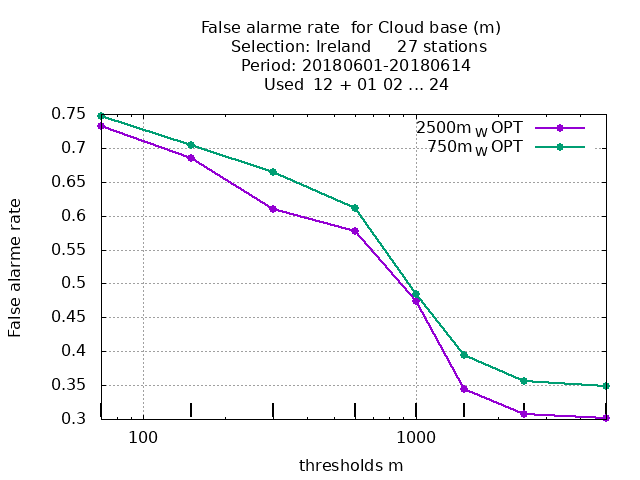 False alarme rate  for Cloud base (m)
Selection: Ireland     27 stations
Period: 20180601-20180614
Used  12 + 01 02 ... 24
0.75
0.7
0.65
0.6
0.55
0.5
0.45
0.4
0.35
0.3
False alarme rate
2500m W OPT
750m W OPT
100
1000
thresholds m